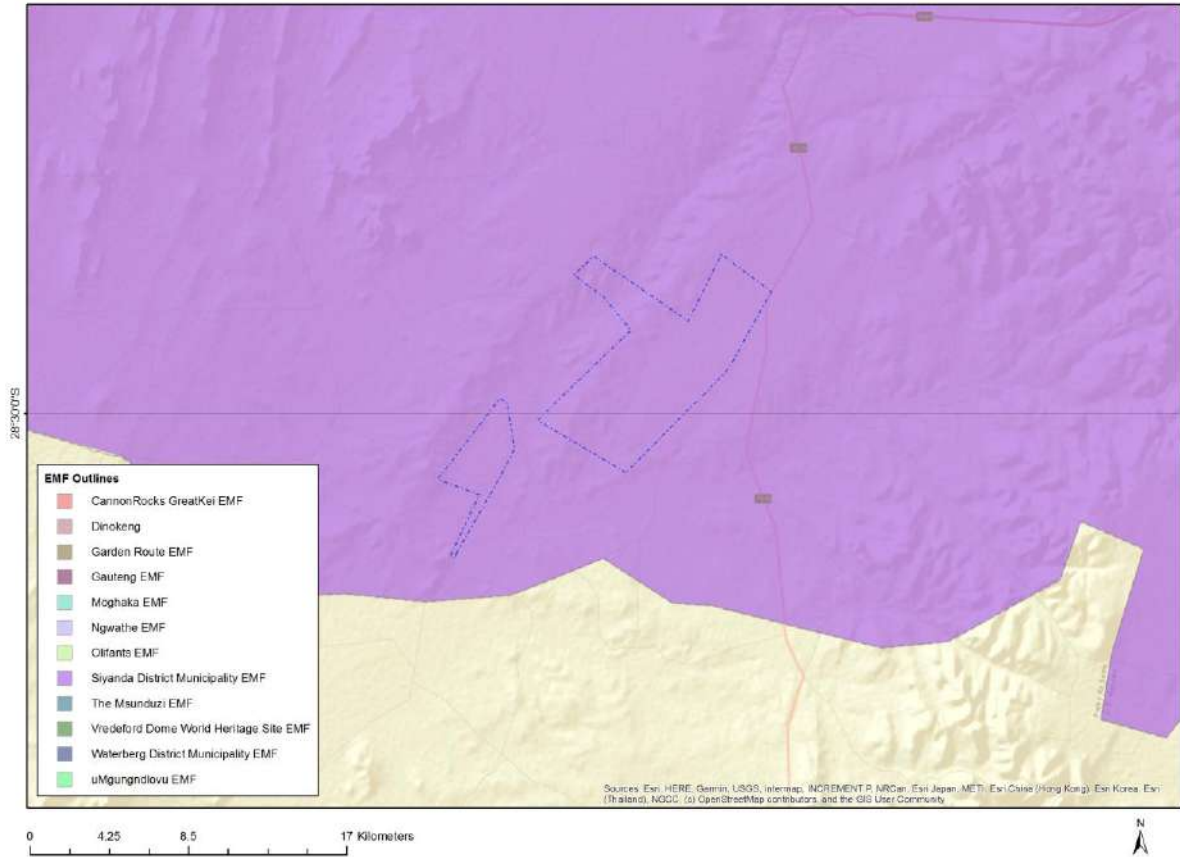 28°30'0"S
EMF Outlines
CannonRocks GreatKei EMF
Dinokeng
Garden Route EMF
Gauteng EMF
Moghaka EMF
Ngwathe EMF
Olifants EMF
Siyanda District Municipality EMF
The Msunduzi EMF
Vredeford Dome World Heritage Site EMF
Waterberg District Municipality EMF
uMgungndlovu EMF
Sources: Esri, HERE, Garmin, USGS, Intermap, INCREMENT P, NRCan, Esri Japan, METI, Esri China (Hong Kong), Esri Korea, Esri
(Thailand), NGCC, (c) OpenStreetMap contributors, and the GIS User Community
0 4.25 8.5 17 Kilometers
N